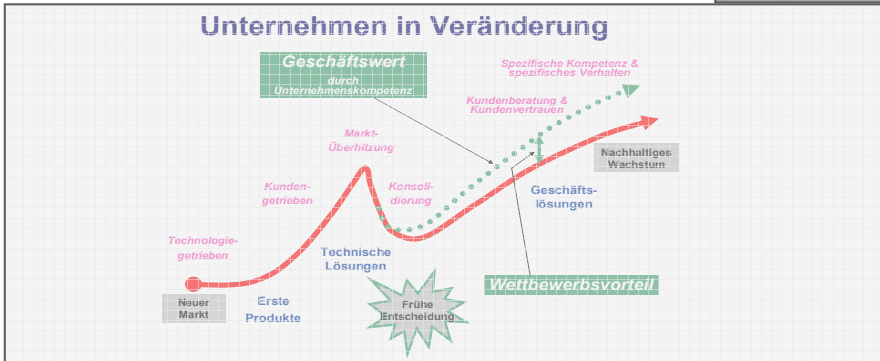 Unternehmen in Veränderung
Geschäftswert
durch
Unternehmenskompetenz
Spezifische Kompetenz &
spezifisches Verhalten
Kundenberatung &
Kundenvertrauen
Markt-
Überhitzung
Nachhaltiges
Wachstum
Kunden-
getrieben
Konsoli-
dierung
Geschäfts-
lösungen
Technologie-
getrieben
Technische
Lösungen
Wettbewerbsvorteil
Neuer
Markt
Erste
Produkte
Frühe
Entscheidung